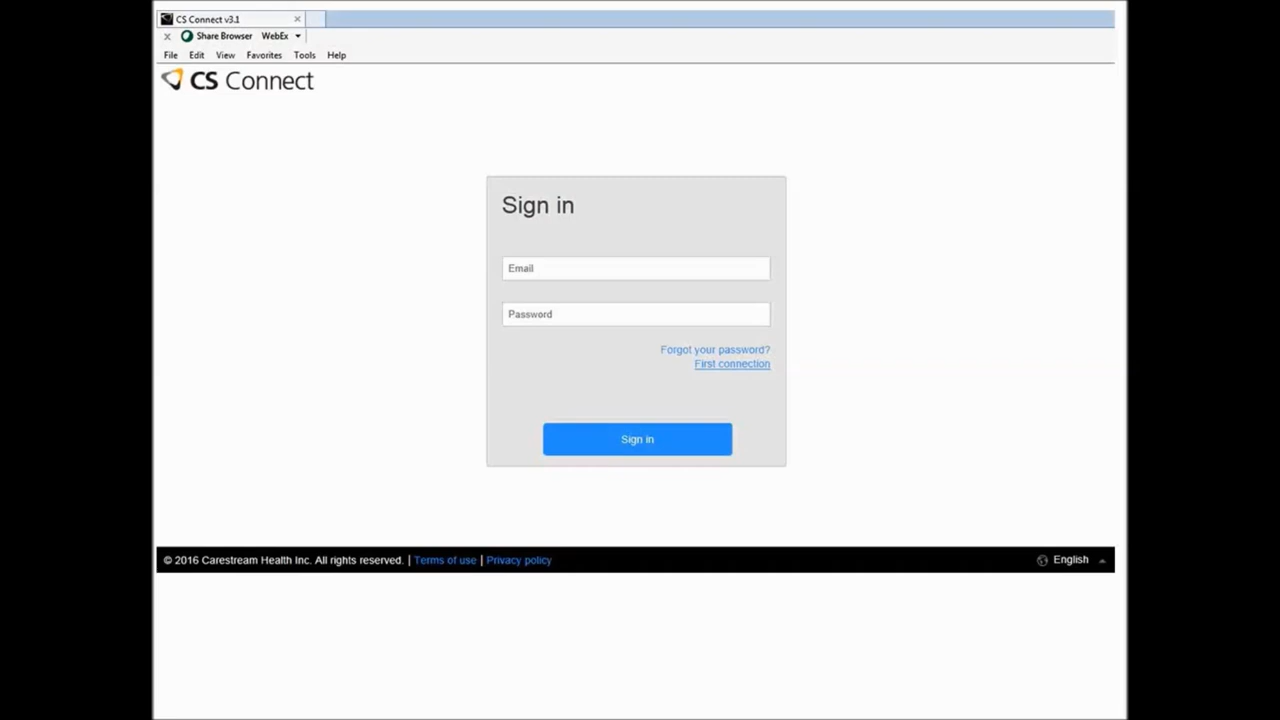 CS Connect v3.1
Share Browser WebEx
File Edit View Favorites Tools Help
CS Connect
Sign in
Email
Password
Forgot your password?
First connection
Sign in
© 2016 Carestream Health Inc. All rights reserved. | Terms of use | Privacy policy English